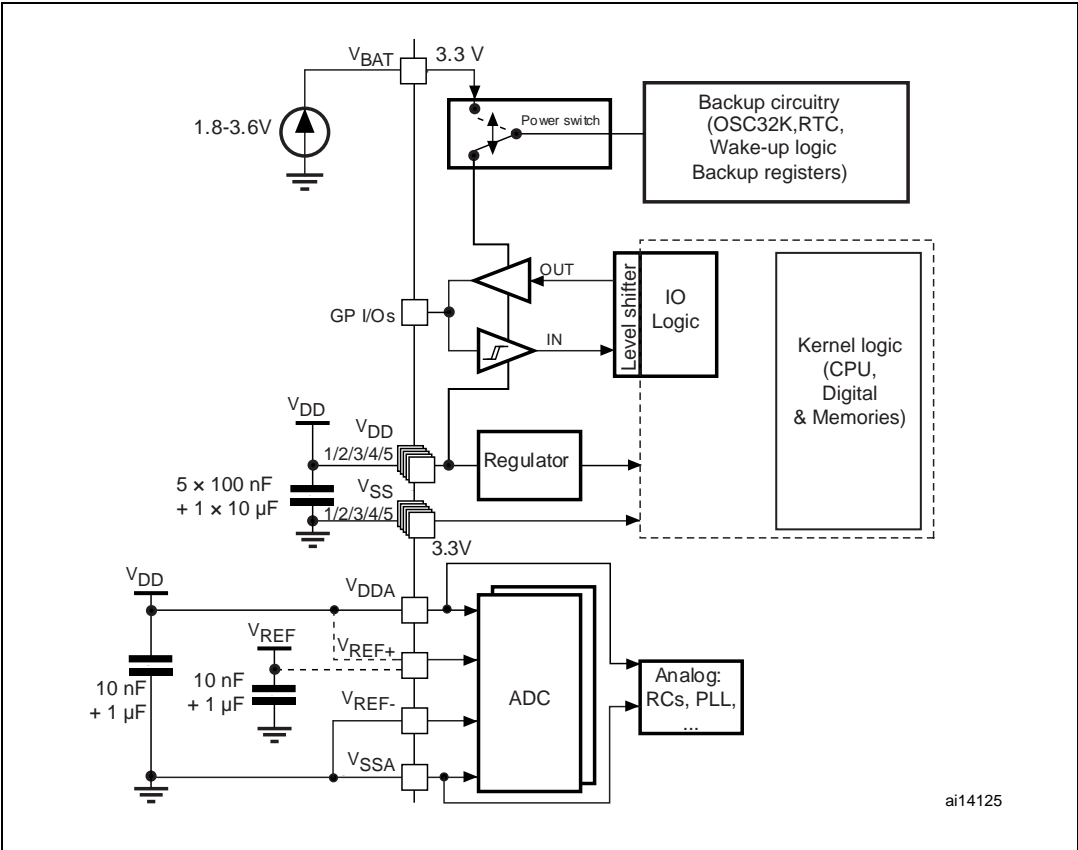 VBAT
3.3 V
1.8-3.6V
Power switch
Backup circuitry
(OSC32K,RTC,
Wake-up logic
Backup registers)
GP I/Os
OUT
IN
Level shifter
IO
Logic
Kernel logic
(CPU,
Digital
& Memories)
VDD
VDD
1/2/3/4/5
Regulator
5 × 100 nF
+ 1 × 10 µF
VSS
1/2/3/4/5
3.3V
VDD
VDDA
VREF
VREF+
10 nF
+ 1 µF
10 nF
+ 1 µF
VREF-
VSSA
ADC
Analog:
RCs, PLL,
...
ai14125